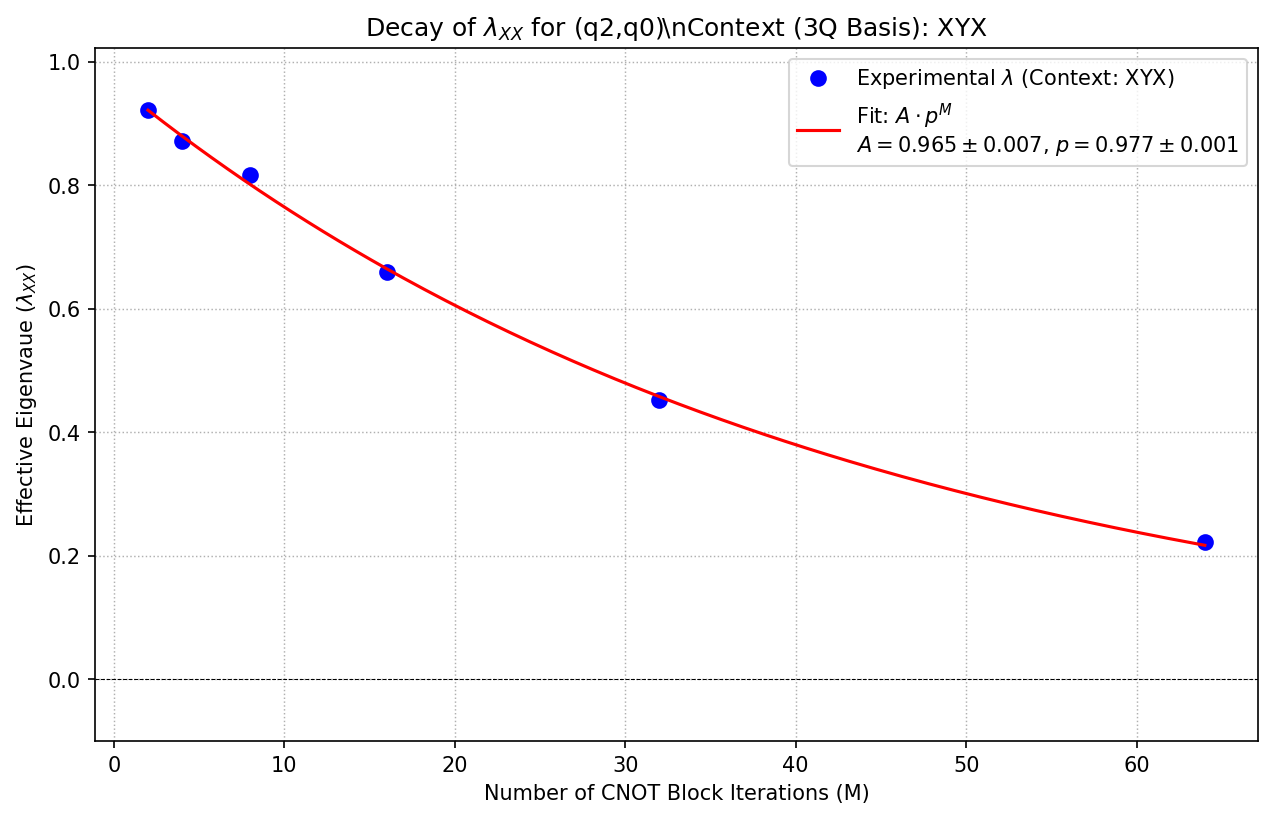 Decay of λ_XX for (q2,q0)\nContext (3Q Basis): XYX
Experimental λ (Context: XYX)
Fit: A · p^M
A = 0.965 ± 0.007, p = 0.977 ± 0.001
Effective Eigenvaue (λ_XX)
1.0
0.8
0.6
0.4
0.2
0.0
0 10 20 30 40 50 60
Number of CNOT Block Iterations (M)